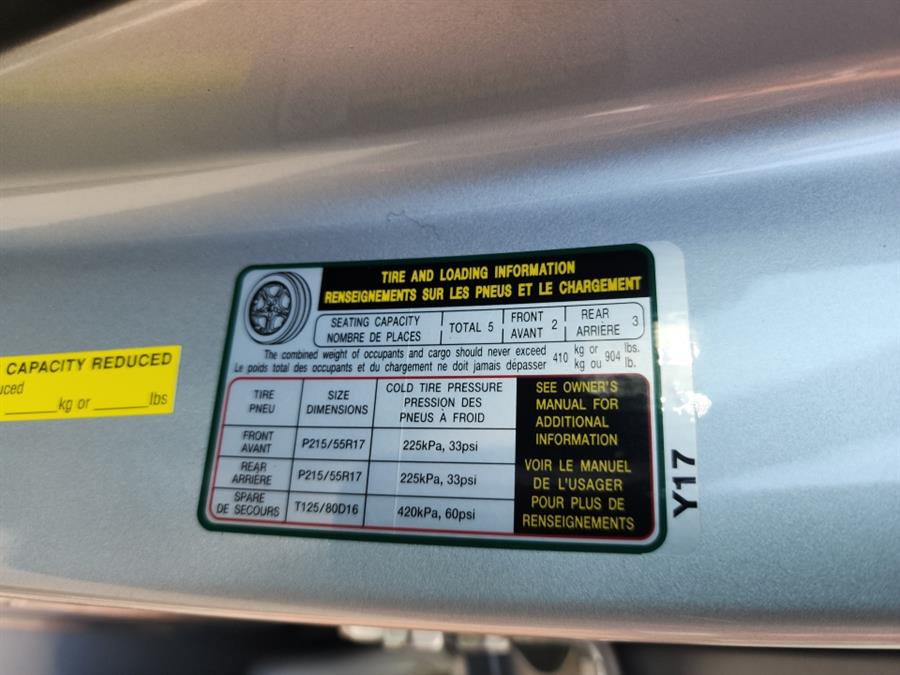 TIRE AND LOADING INFORMATION
RENSEIGNEMENTS SUR LES PNEUS ET LE CHARGEMENT
SEATING CAPACITY
NOMBRE DE PLACES
TOTAL 5
FRONT
AVANT 2
REAR
ARRIÈRE 3
The combined weight of occupants and cargo should never exceed 410 kg or 904 lbs.
Le poids total des occupants et du chargement ne doit jamais dépasser kg ou lb.
TIRE
PNEU
SIZE
DIMENSIONS
COLD TIRE PRESSURE
PRESSION DES
PNEUS À FROID
FRONT
AVANT
P215/55R17
225kPa, 33psi
REAR
ARRIÈRE
P215/55R17
225kPa, 33psi
SPARE
DE SECOURS
T125/80D16
420kPa, 60psi
SEE OWNER'S
MANUAL FOR
ADDITIONAL
INFORMATION
VOIR LE MANUEL
DE L'USAGER
POUR PLUS DE
RENSEIGNEMENTS
Y17
CAPACITY REDUCED
uced
____kg or ____lbs